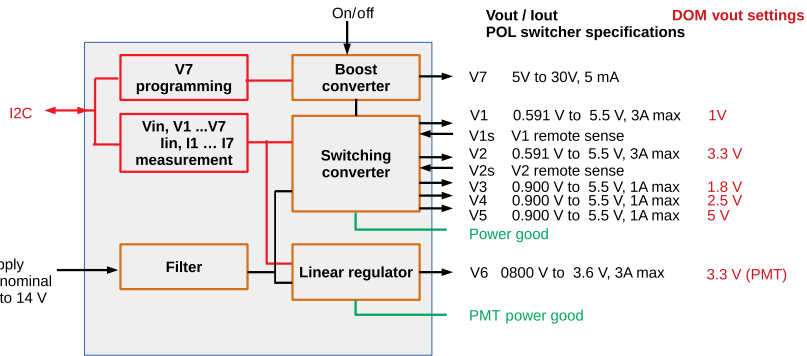 On/off
Vout / Iout
DOM vout settings
POL switcher specifications
V7
programming
Boost
converter
V7 5V to 30V, 5 mA
I2C
Vin, V1 ...V7
Iin, I1 ... I7
measurement
Switching
converter
V1 0.591 V to 5.5 V, 3A max 1V
V1s V1 remote sense
V2 0.591 V to 5.5 V, 3A max 3.3 V
V2s V2 remote sense
V3 0.900 V to 5.5 V, 1A max 1.8 V
V4 0.900 V to 5.5 V, 1A max 2.5 V
V5 0.900 V to 5.5 V, 1A max 5 V
Power good
pply
nominal
to 14 V
Filter
Linear regulator
V6 0800 V to 3.6 V, 3A max 3.3 V (PMT)
PMT power good